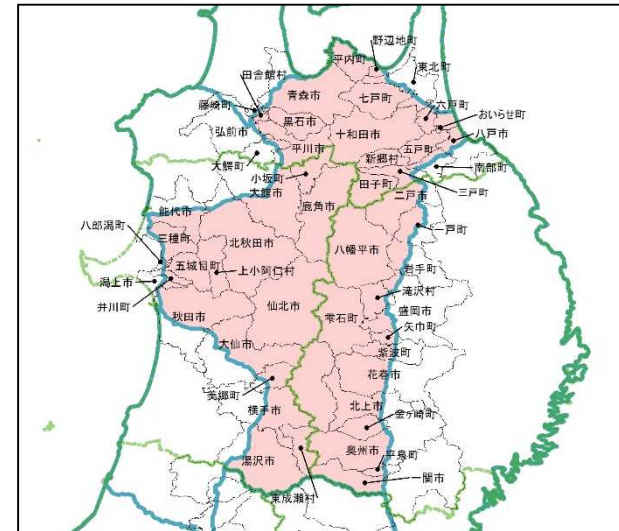 野辺地町
平内町
東北町
田舎館村
青森市
七戸町
六戸町
藤崎町
おいらせ町
黒石市
十和田市
弘前市
八戸市
五戸町
平川市
大鰐町
新郷村
南部町
小坂町
田子町
三戸町
大館市
二戸市
鹿角市
能代市
八郎潟町
一戸町
三種町
北秋田市
八幡平市
五城目町
上小阿仁村
岩手町
潟上市
滝沢村
井川町
仙北市
雫石町
盛岡市
秋田市
矢巾町
大仙市
紫波町
花巻市
美郷町
横手市
北上市
金ケ崎町
奥州市
平泉町
湯沢市
一関市
東成瀬村